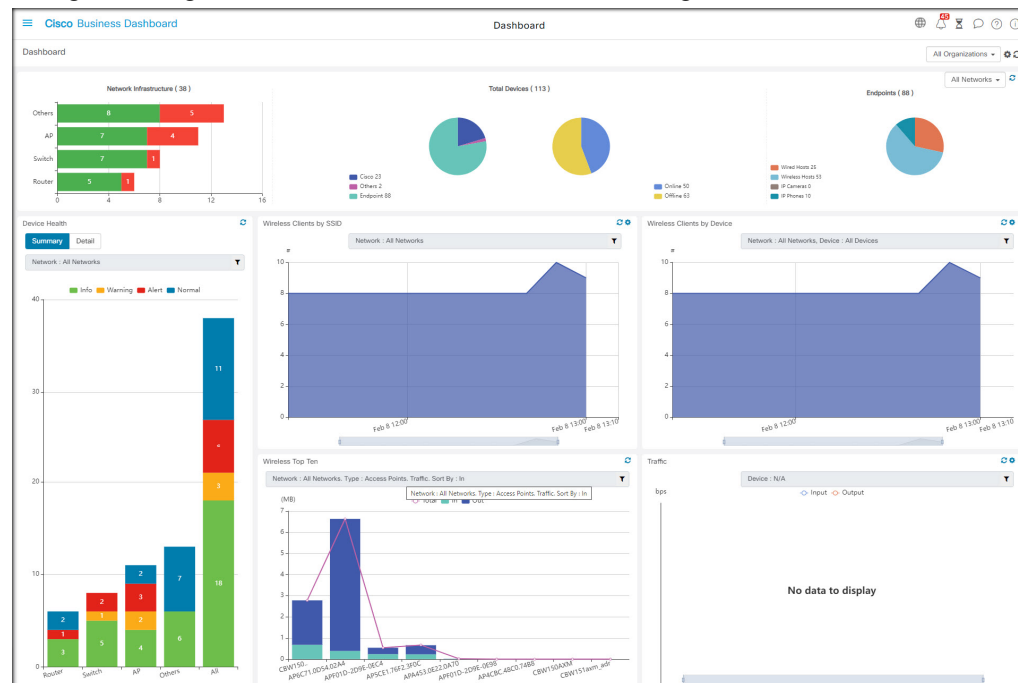 Cisco Business Dashboard
Dashboard
45
Dashboard
All Organizations
All Networks
Network Infrastructure ( 38 )
Others 8 5
AP 7 4
Switch 7 1
Router 5 1
0 4 8 12 16
Total Devices ( 113 )
Cisco 23
Others 2
Endpoint 88
Online 50
Offline 63
Endpoints ( 88 )
Wired Hosts 25
Wireless Hosts 53
IP Cameras 0
IP Phones 10
Device Health
Summary Detail
Network : All Networks
Info Warning Alert Normal
40
30
20
10
0
2
1
3
2
1
5
2
3
2
4
7
6
11
3
18
Router Switch AP Others All
Wireless Clients by SSID
Network : All Networks
#
10
8
6
4
2
0
Feb 8 12:00 Feb 8 13:00 Feb 8 13:10
Wireless Clients by Device
Network : All Networks, Device : All Devices
#
10
8
6
4
2
0
Feb 8 12:00 Feb 8 13:00 Feb 8 13:10
Wireless Top Ten
Network : All Networks. Type : Access Points. Traffic. Sort By : In
Network : All Networks. Type : Access Points. Traffic. Sort By : In
Total In Out
(MB)
7
6
5
4
3
2
1
0
CBW150.. AP6C71.0D54.02A4 APF01D-2D9E-0EC4 AP5CE1.76F2.3F0C APA453.0E22.0A70 APF01D-2D9E-0E98 AP4CBC.48C0.74B8 CBW150AXM CBW151axm_adr
Traffic
Device : N/A
bps
Input Output
No data to display